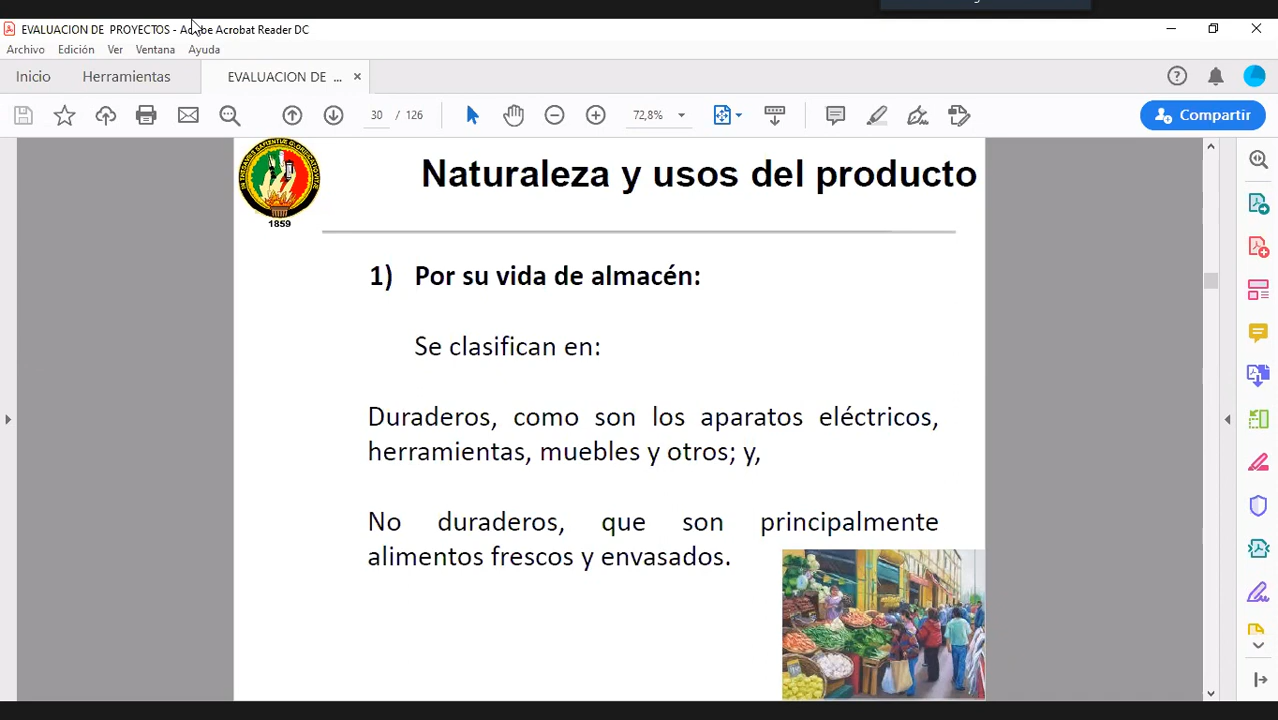 EVALUACION DE PROYECTOS - Adobe Acrobat Reader DC
Archivo Edición Ver Ventana Ayuda
Inicio Herramientas EVALUACION DE ... ×
30 / 126 72,8% Compartir
Naturaleza y usos del producto
1859
1) Por su vida de almacén:
Se clasifican en:
Duraderos, como son los aparatos eléctricos,
herramientas, muebles y otros; y,
No duraderos, que son principalmente
alimentos frescos y envasados.